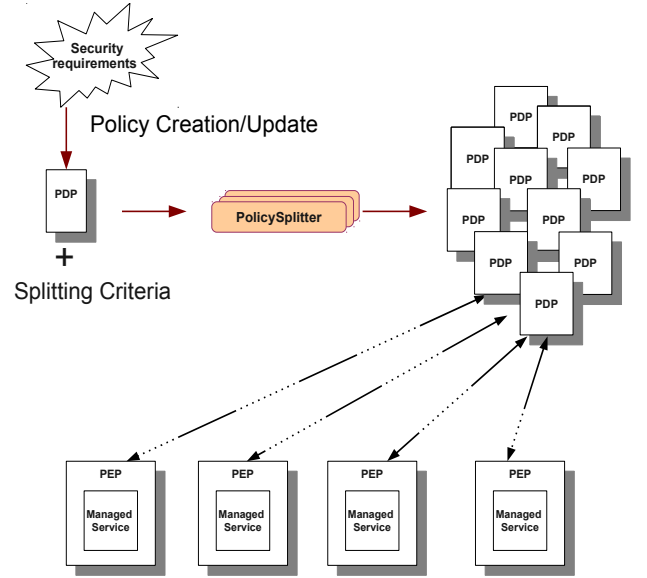 Security
requirements
Policy Creation/Update
PDP
+
Splitting Criteria
PolicySplitter
PDP
PDP
PDP
PDP
PDP
PDP
PDP
PDP
PDP
PDP
PEP
Managed
Service
PEP
Managed
Service
PEP
Managed
Service
PEP
Managed
Service